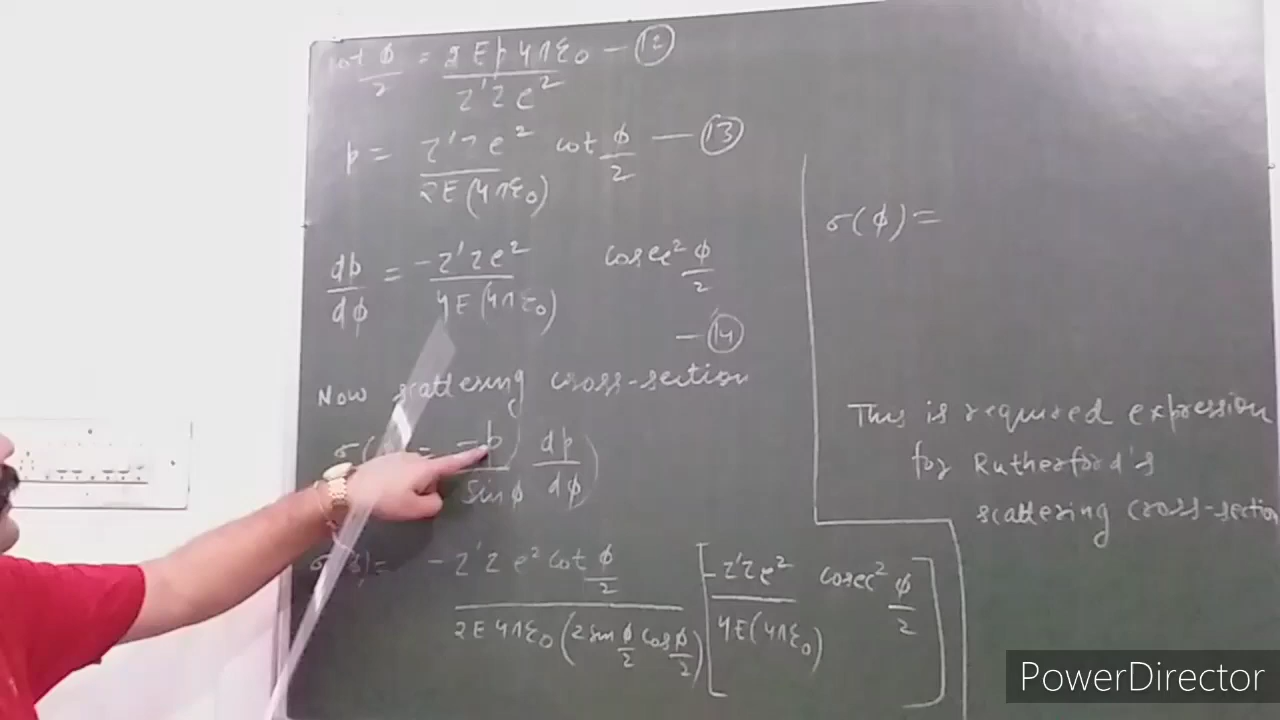 cot ϕ/2 = 2Ep4πε₀ / Z'Ze² — (12)
p = Z'Ze² / 2E(4πε₀) cot ϕ/2 — (13)
dp/dϕ = -Z'Ze² / 4E(4πε₀) cosec² ϕ/2
— (14)
Now scattering cross-section
= -p / sinϕ (dp/dϕ)
= -Z'Ze² cot ϕ/2 / 2E4πε₀(2sin ϕ/2 cos ϕ/2) [-Z'Ze² / 4E(4πε₀) cosec² ϕ/2]
σ(ϕ) =
This is required expression
for Rutherford's
scattering cross-section
PowerDirector